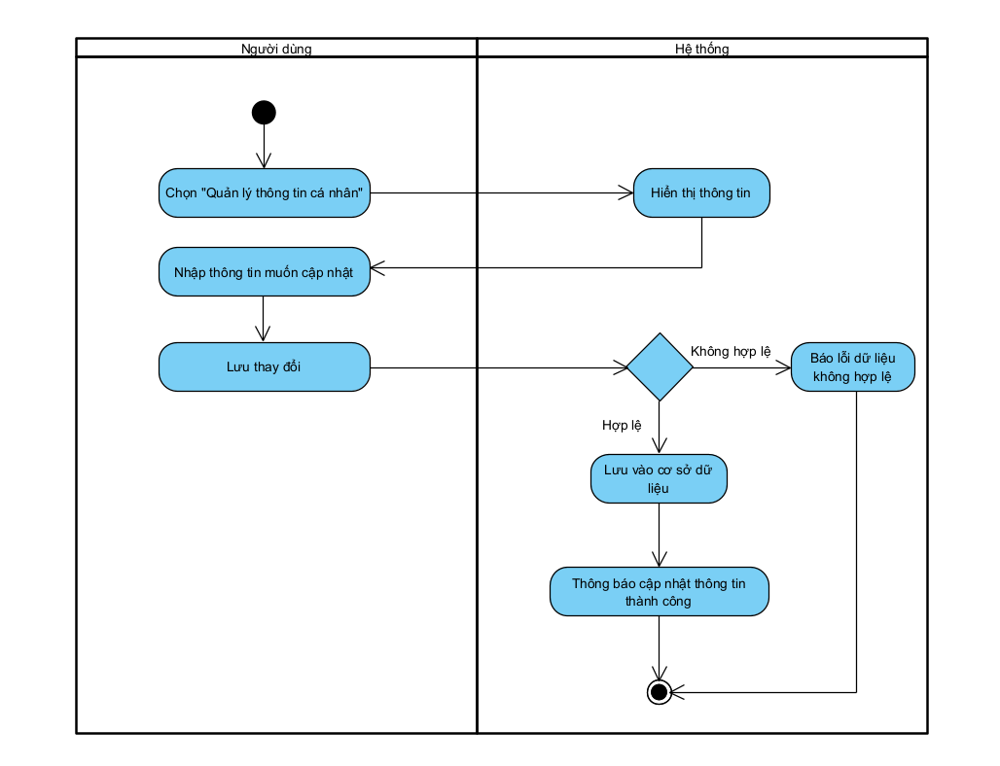 Người dùng
Hệ thống
Chọn "Quản lý thông tin cá nhân"
Hiển thị thông tin
Nhập thông tin muốn cập nhật
Lưu thay đổi
Không hợp lệ
Báo lỗi dữ liệu
không hợp lệ
Hợp lệ
Lưu vào cơ sở dữ
liệu
Thông báo cập nhật thông tin
thành công